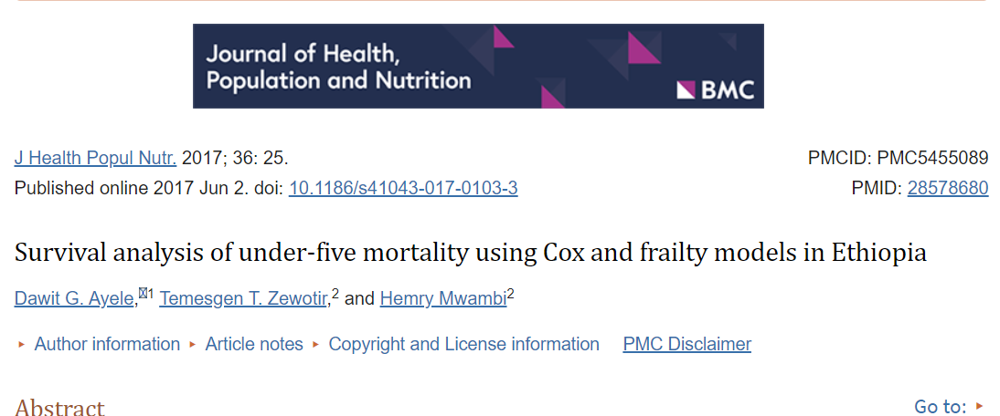 Journal of Health,
Population and Nutrition
BMC
J Health Popul Nutr. 2017; 36: 25.
PMCID: PMC5455089
Published online 2017 Jun 2. doi: 10.1186/s41043-017-0103-3
PMID: 28578680
Survival analysis of under-five mortality using Cox and frailty models in Ethiopia
Dawit G. Ayele,1 Temesgen T. Zewotir,2 and Hemry Mwambi2
Author information Article notes Copyright and License information PMC Disclaimer
Abstract
Go to: